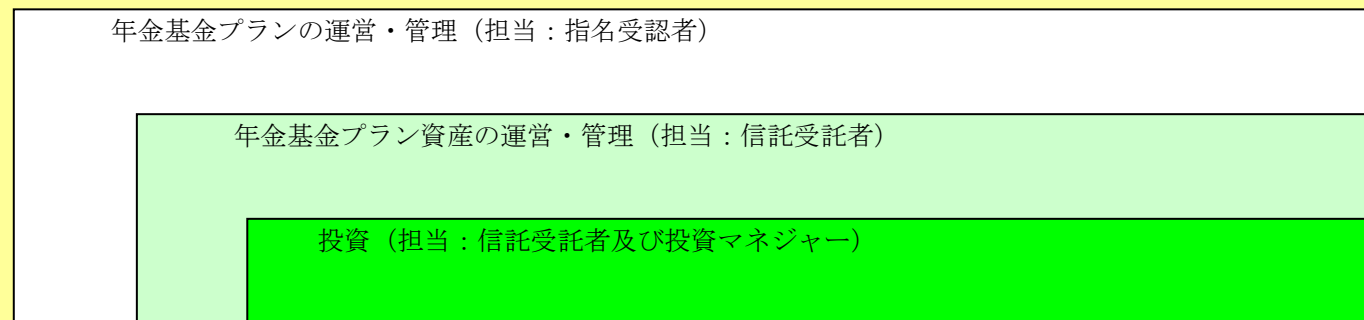 年金基金プランの運営・管理（担当：指名受認者）
年金基金プラン資産の運営・管理（担当：信託受託者）
投資（担当：信託受託者及び投資マネジャー）